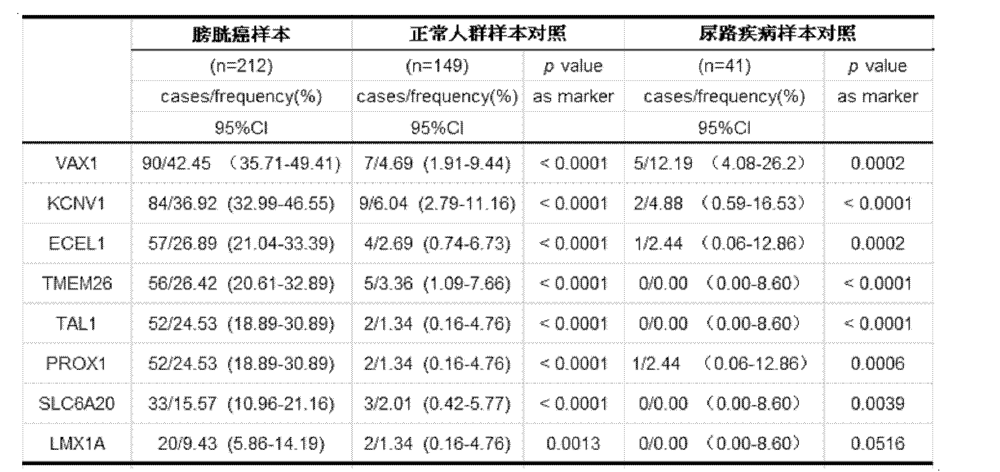 膀胱癌样本 正常人群样本对照 尿路疾病样本对照
(n=212) (n=149) p value (n=41) p value
cases/frequency(%) cases/frequency(%) as marker cases/frequency(%) as marker
95%CI 95%CI 95%CI
VAX1 90/42.45 （35.71-49.41) 7/4.69 (1.91-9.44) < 0.0001 5/12.19 （4.08-26.2） 0.0002
KCNV1 84/36.92 (32.99-46.55) 9/6.04 (2.79-11.16) < 0.0001 2/4.88 （0.59-16.53） < 0.0001
ECEL1 57/26.89 (21.04-33.39) 4/2.69 (0.74-6.73) < 0.0001 1/2.44 （0.06-12.86） 0.0002
TMEM26 56/26.42 (20.61-32.89) 5/3.36 (1.09-7.66) < 0.0001 0/0.00 （0.00-8.60） < 0.0001
TAL1 52/24.53 (18.89-30.89) 2/1.34 (0.16-4.76) < 0.0001 0/0.00 （0.00-8.60） < 0.0001
PROX1 52/24.53 (18.89-30.89) 2/1.34 (0.16-4.76) < 0.0001 1/2.44 （0.06-12.86） 0.0006
SLC6A20 33/15.57 (10.96-21.16) 3/2.01 (0.42-5.77) < 0.0001 0/0.00 （0.00-8.60） 0.0039
LMX1A 20/9.43 (5.86-14.19) 2/1.34 (0.16-4.76) 0.0013 0/0.00 （0.00-8.60） 0.0516